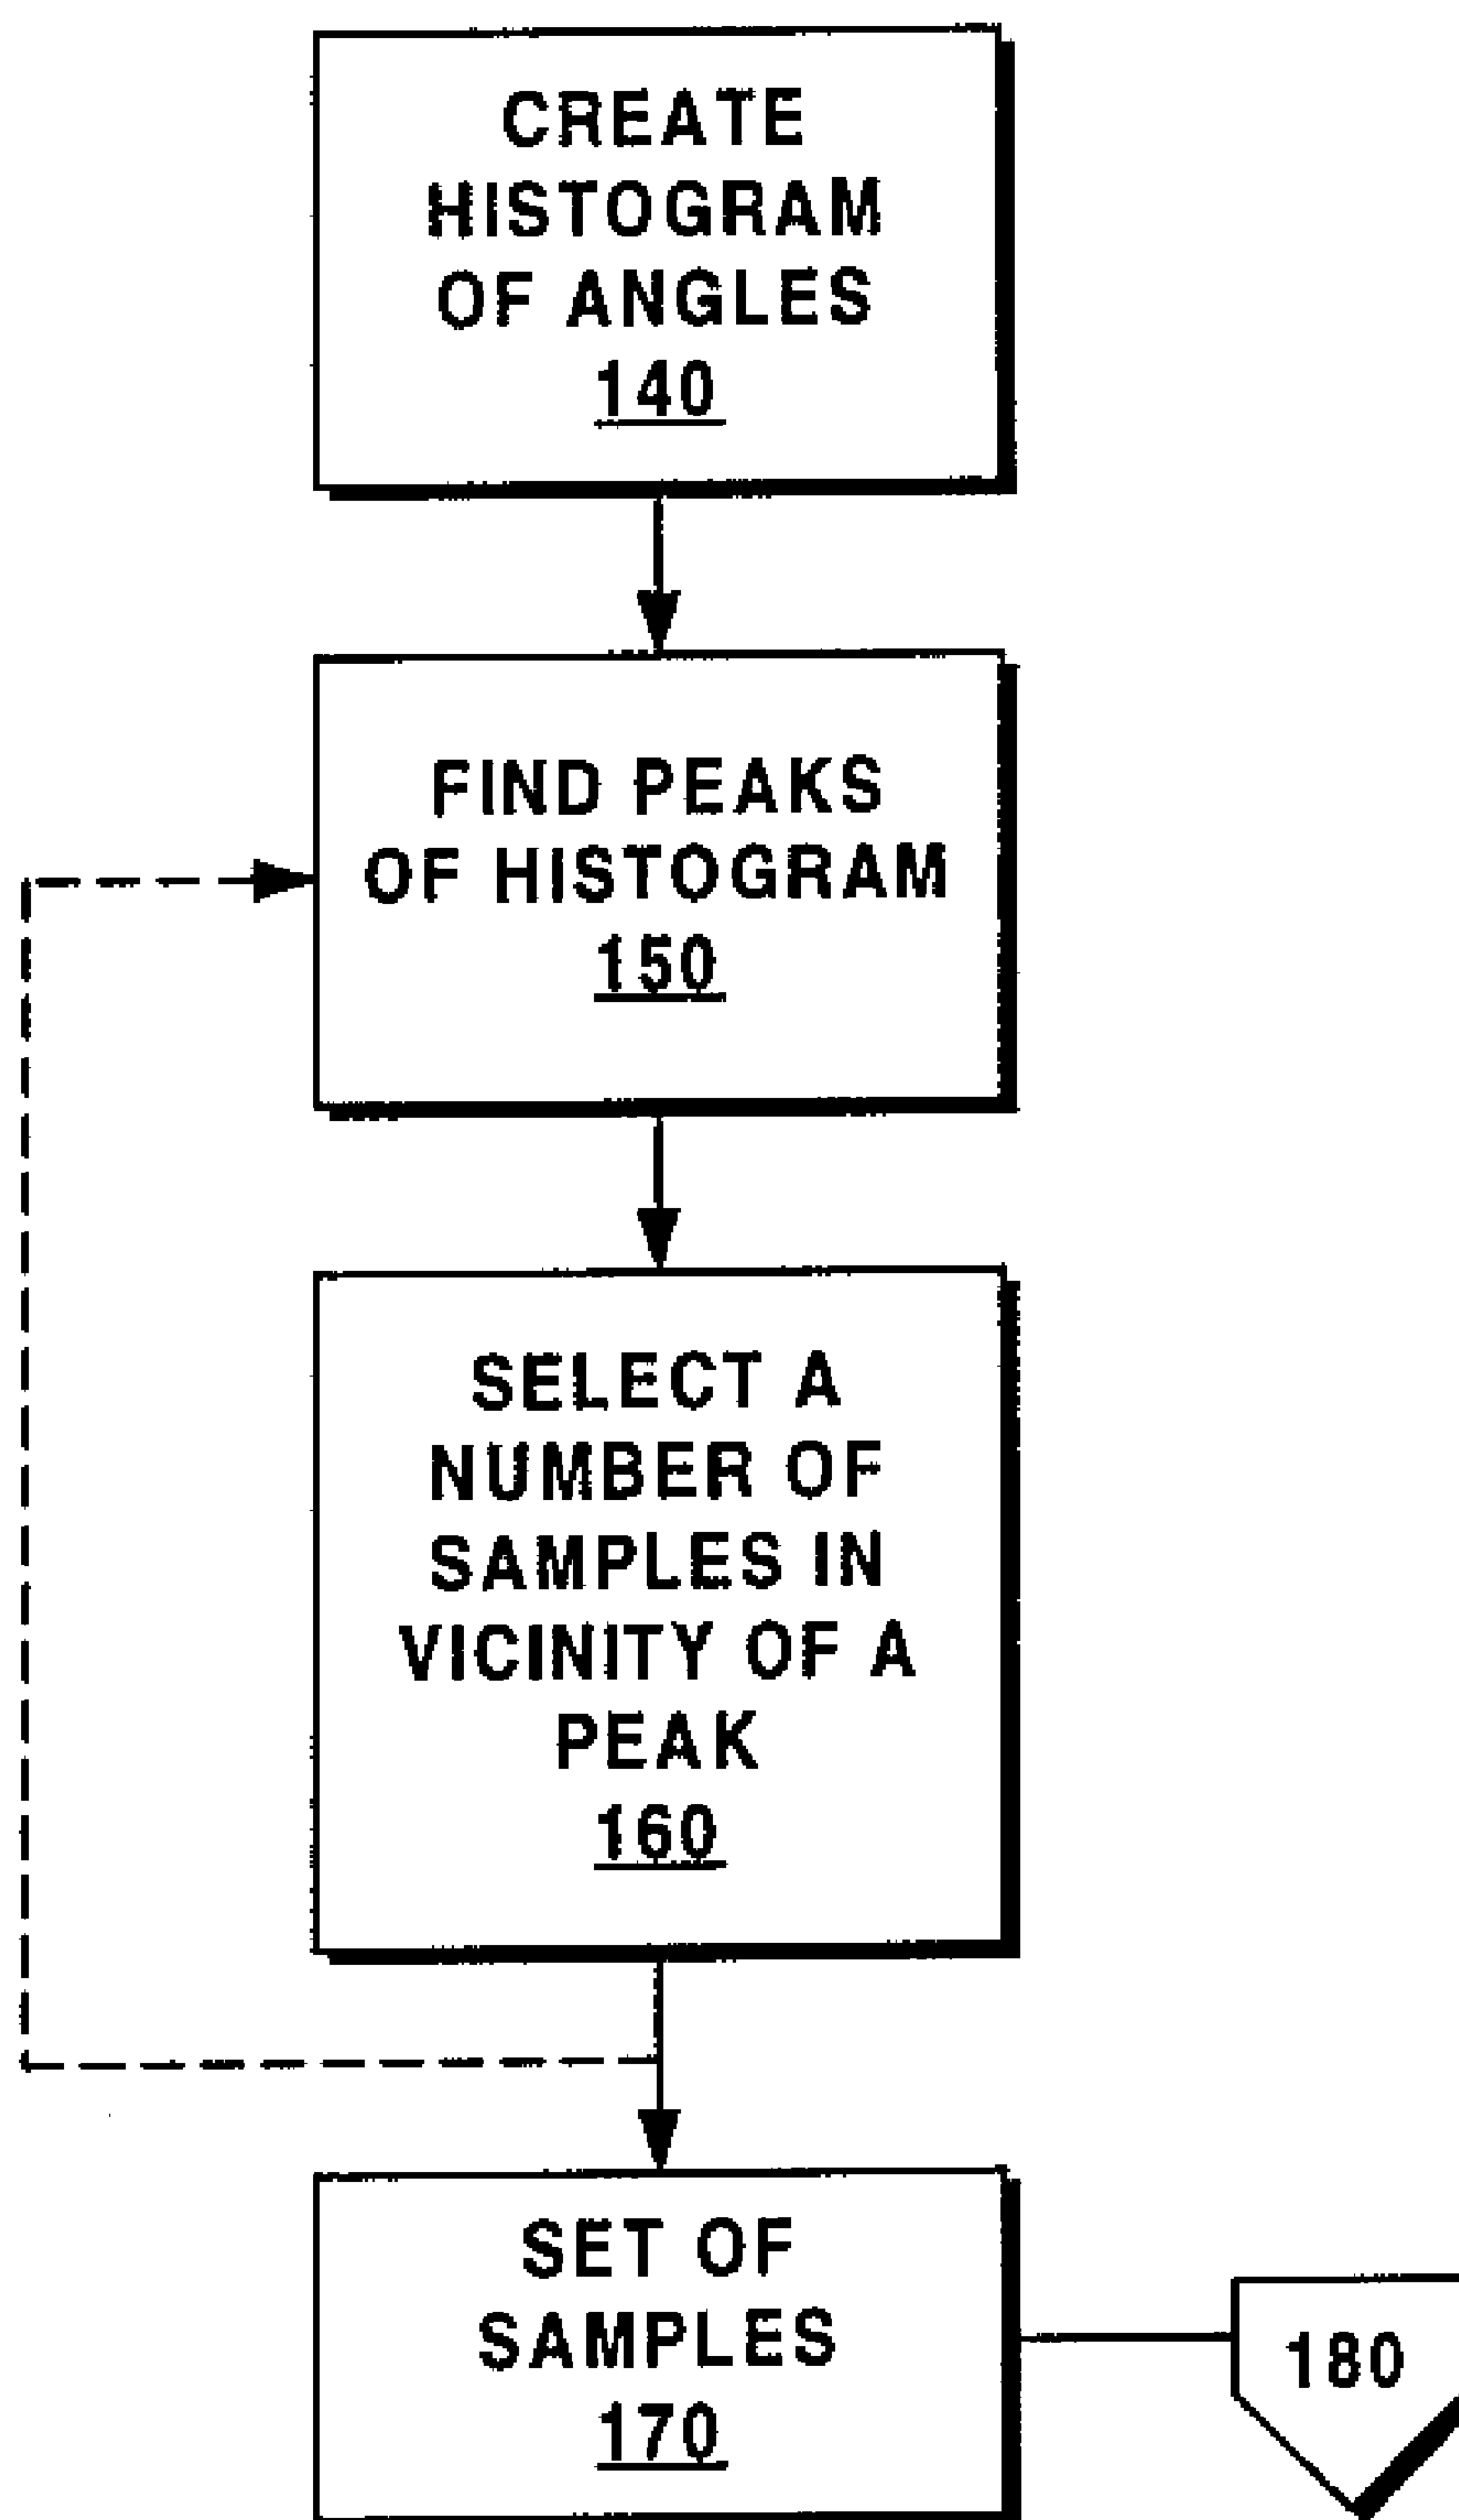 CREATE
HISTOGRAM
OF ANGLES
140
FIND PEAKS
OF HISTOGRAM
150
SELECT A
NUMBER OF
SAMPLES IN
VICINITY OF A
PEAK
160
SET OF
SAMPLES
170
180